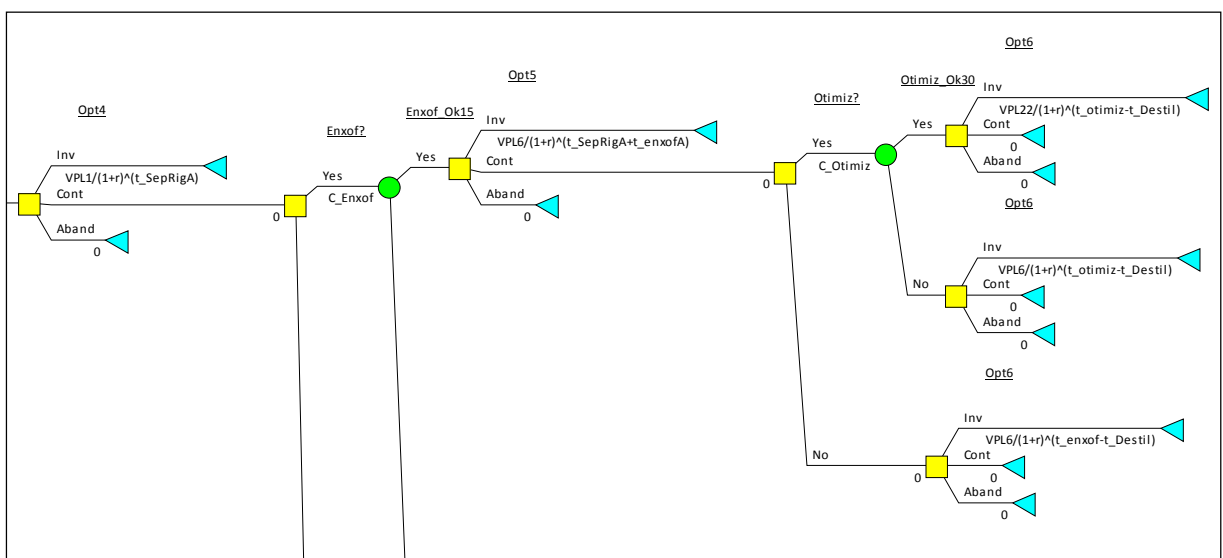 Opt4
Inv
VPL1/(1+r)^(t_SepRigA)
Cont
0
Aband
0
Enxof?
Yes
C_Enxof
Enxof_Ok15
Yes
Opt5
Inv
VPL6/(1+r)^(t_SepRigA+t_enxofA)
Cont
0
Aband
0
Otimiz?
Yes
C_Otimiz
Otimiz_Ok30
Yes
Opt6
Inv
VPL22/(1+r)^(t_otimiz-t_Destil)
Cont
0
Aband
0
Opt6
No
Inv
VPL6/(1+r)^(t_otimiz-t_Destil)
Cont
0
Aband
0
Opt6
No
0
Inv
VPL6/(1+r)^(t_enxof-t_Destil)
Cont
0
Aband
0